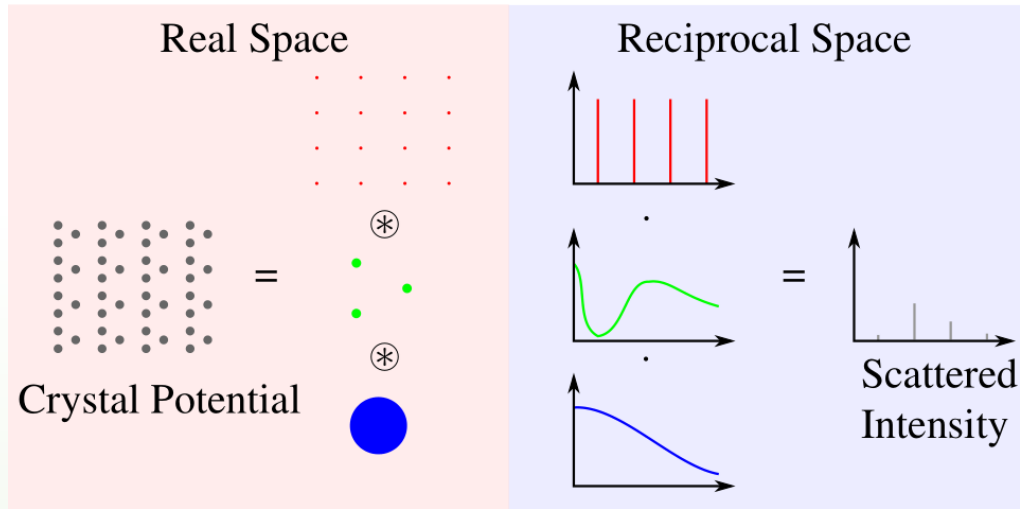 Real Space
Reciprocal Space
⊛
·
=
=
⊛
·
Crystal Potential
Scattered
Intensity